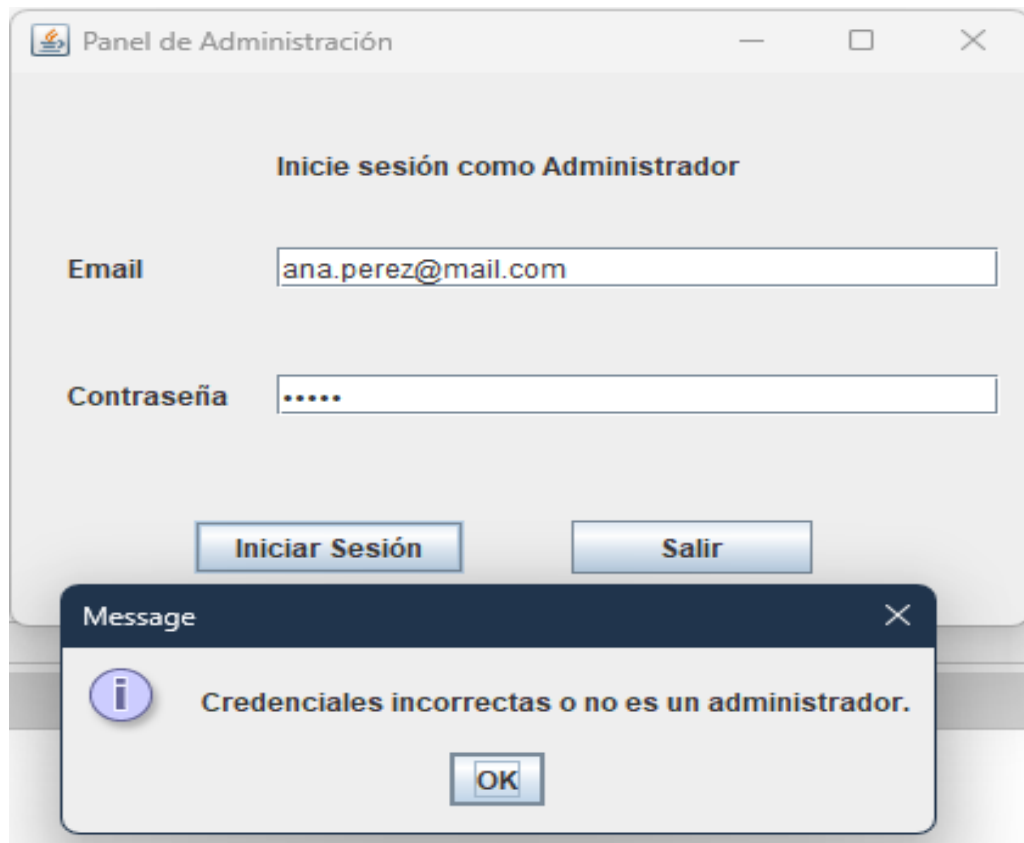 Panel de Administración
Inicie sesión como Administrador
Email
ana.perez@mail.com
Contraseña
•••••
Iniciar Sesión
Salir
Message
i
Credenciales incorrectas o no es un administrador.
OK